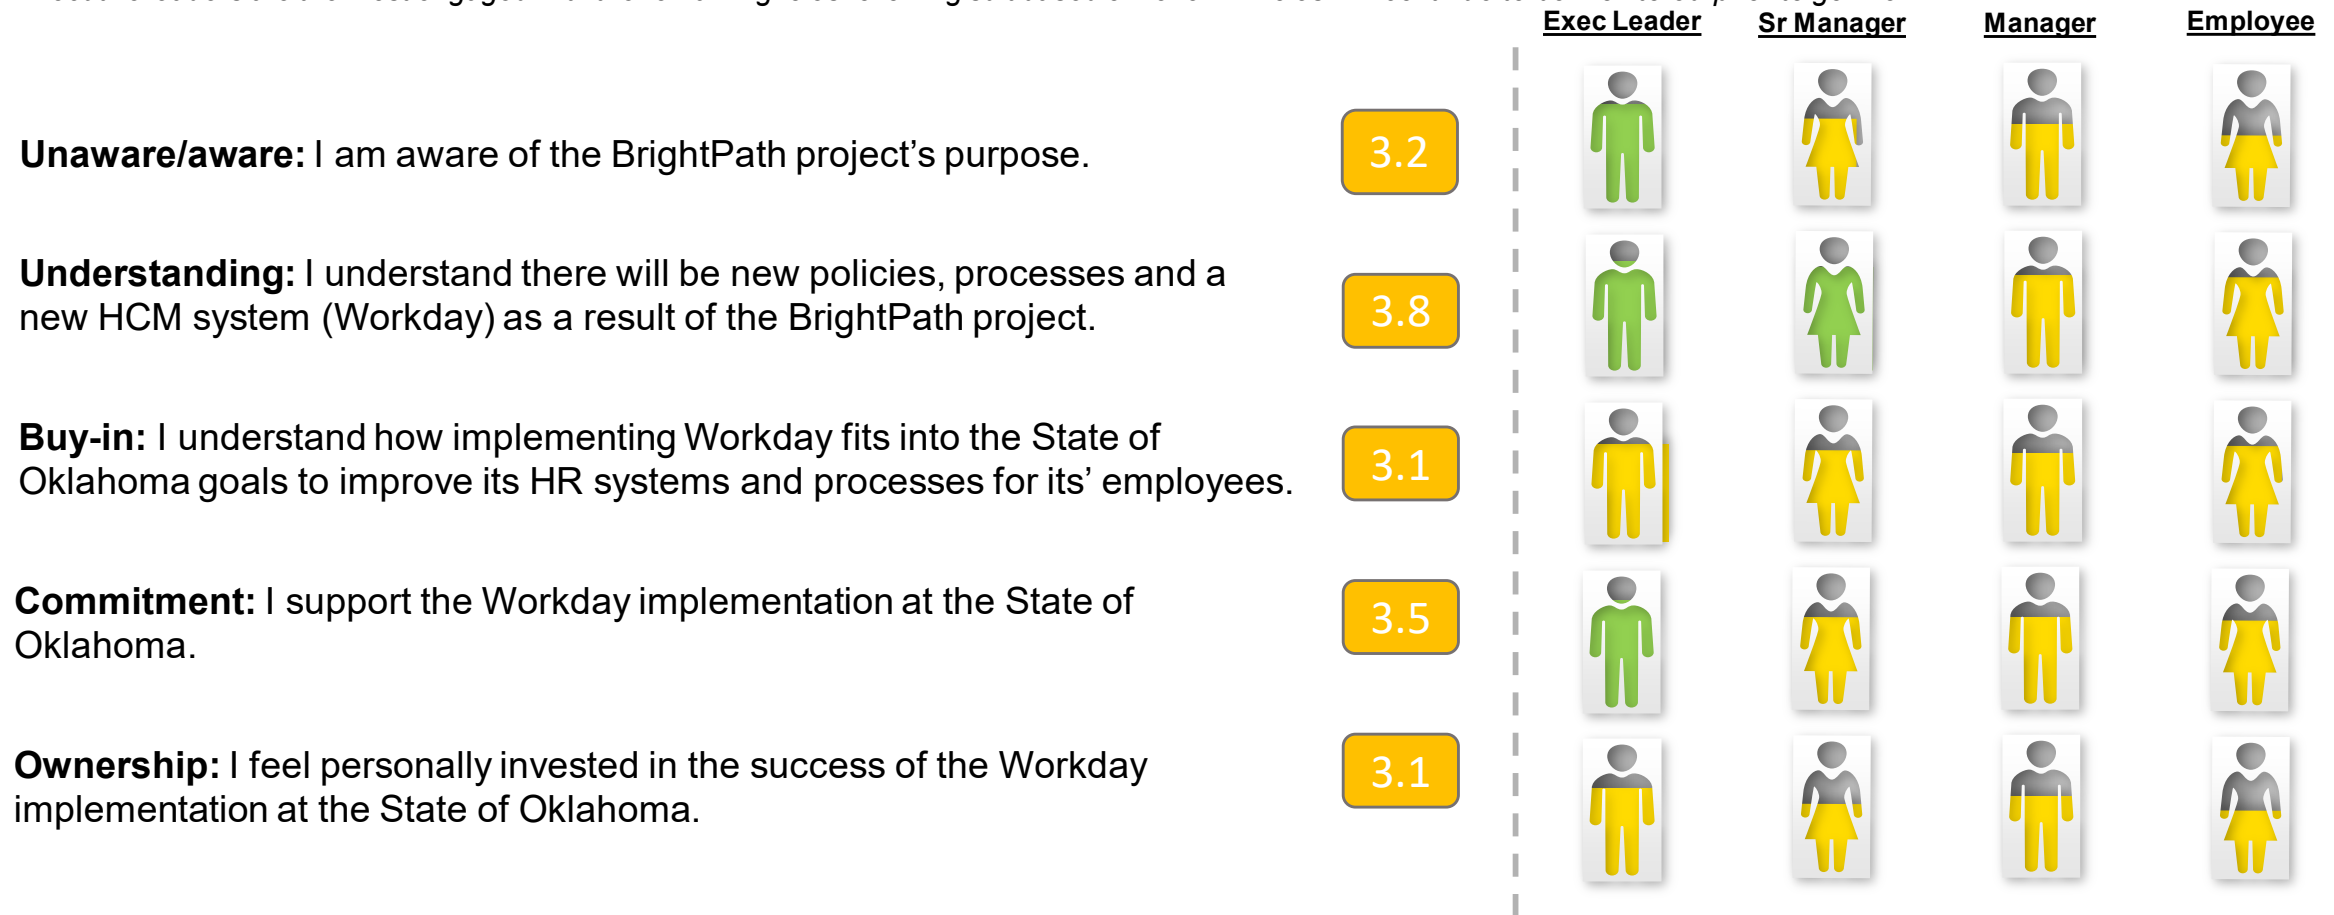 Exec Leader Sr Manager Manager Employee
Unaware/aware: I am aware of the BrightPath project’s purpose.
3.2
Understanding: I understand there will be new policies, processes and a
new HCM system (Workday) as a result of the BrightPath project.
3.8
Buy-in: I understand how implementing Workday fits into the State of
Oklahoma goals to improve its HR systems and processes for its’ employees.
3.1
Commitment: I support the Workday implementation at the State of
Oklahoma.
3.5
Ownership: I feel personally invested in the success of the Workday
implementation at the State of Oklahoma.
3.1